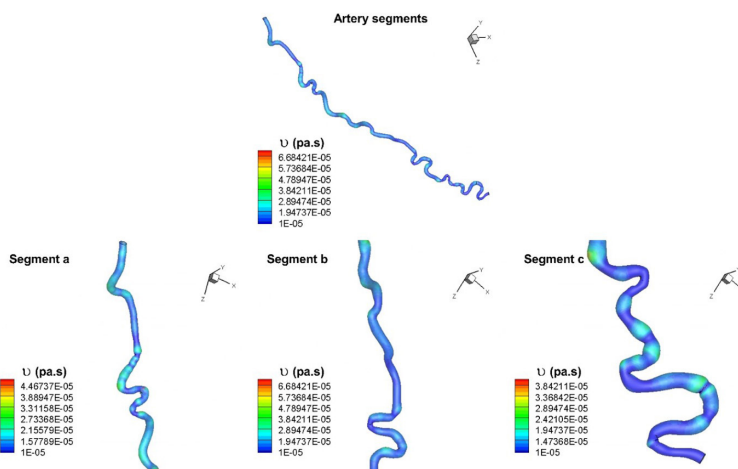 Artery segments
Y
X
Z
υ (pa.s)
6.68421E-05
5.73684E-05
4.78947E-05
3.84211E-05
2.89474E-05
1.94737E-05
1E-05
Segment a
Y
X
Z
υ (pa.s)
4.46737E-05
3.88947E-05
3.31158E-05
2.73368E-05
2.15579E-05
1.57789E-05
1E-05
Segment b
Y
X
Z
υ (pa.s)
6.68421E-05
5.73684E-05
4.78947E-05
3.84211E-05
2.89474E-05
1.94737E-05
1E-05
Segment c
Y
Z
υ (pa.s)
3.84211E-05
3.36842E-05
2.89474E-05
2.42105E-05
1.94737E-05
1.47368E-05
1E-05